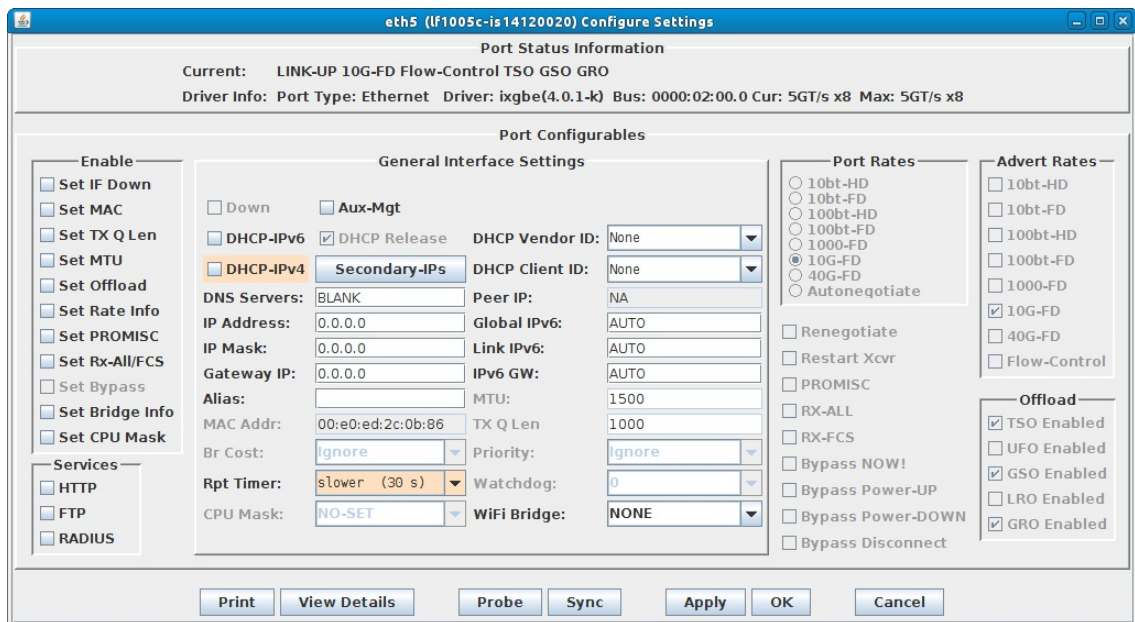 eth5 (lf1005c-is14120020) Configure Settings
Port Status Information
Current: LINK-UP 10G-FD Flow-Control TSO GSO GRO
Driver Info: Port Type: Ethernet Driver: ixgbe(4.0.1-k) Bus: 0000:02:00.0 Cur: 5GT/s x8 Max: 5GT/s x8
Port Configurables
Enable
Set IF Down
Set MAC
Set TX Q Len
Set MTU
Set Offload
Set Rate Info
Set PROMISC
Set Rx-All/FCS
Set Bypass
Set Bridge Info
Set CPU Mask
Services
HTTP
FTP
RADIUS
General Interface Settings
Down Aux-Mgt
DHCP-IPv6 DHCP Release DHCP Vendor ID: None
DHCP-IPv4 Secondary-IPs DHCP Client ID: None
DNS Servers: BLANK Peer IP: NA
IP Address: 0.0.0.0 Global IPv6: AUTO
IP Mask: 0.0.0.0 Link IPv6: AUTO
Gateway IP: 0.0.0.0 IPv6 GW: AUTO
Alias: MTU: 1500
MAC Addr: 00:e0:ed:2c:0b:86 TX Q Len 1000
Br Cost: Ignore Priority: Ignore
Rpt Timer: slower (30 s) Watchdog: 0
CPU Mask: NO-SET WiFi Bridge: NONE
Port Rates
10bt-HD
10bt-FD
100bt-HD
100bt-FD
1000-FD
10G-FD
40G-FD
Autonegotiate
Renegotiate
Restart Xcvr
PROMISC
RX-ALL
RX-FCS
Bypass NOW!
Bypass Power-UP
Bypass Power-DOWN
Bypass Disconnect
Advert Rates
10bt-HD
10bt-FD
100bt-HD
100bt-FD
1000-FD
10G-FD
40G-FD
Flow-Control
Offload
TSO Enabled
UFO Enabled
GSO Enabled
LRO Enabled
GRO Enabled
Print View Details Probe Sync Apply OK Cancel